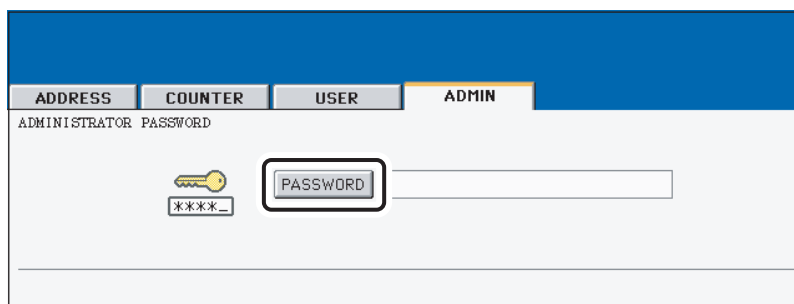 ADDRESS COUNTER USER ADMIN
ADMINISTRATOR PASSWORD
PASSWORD
****_